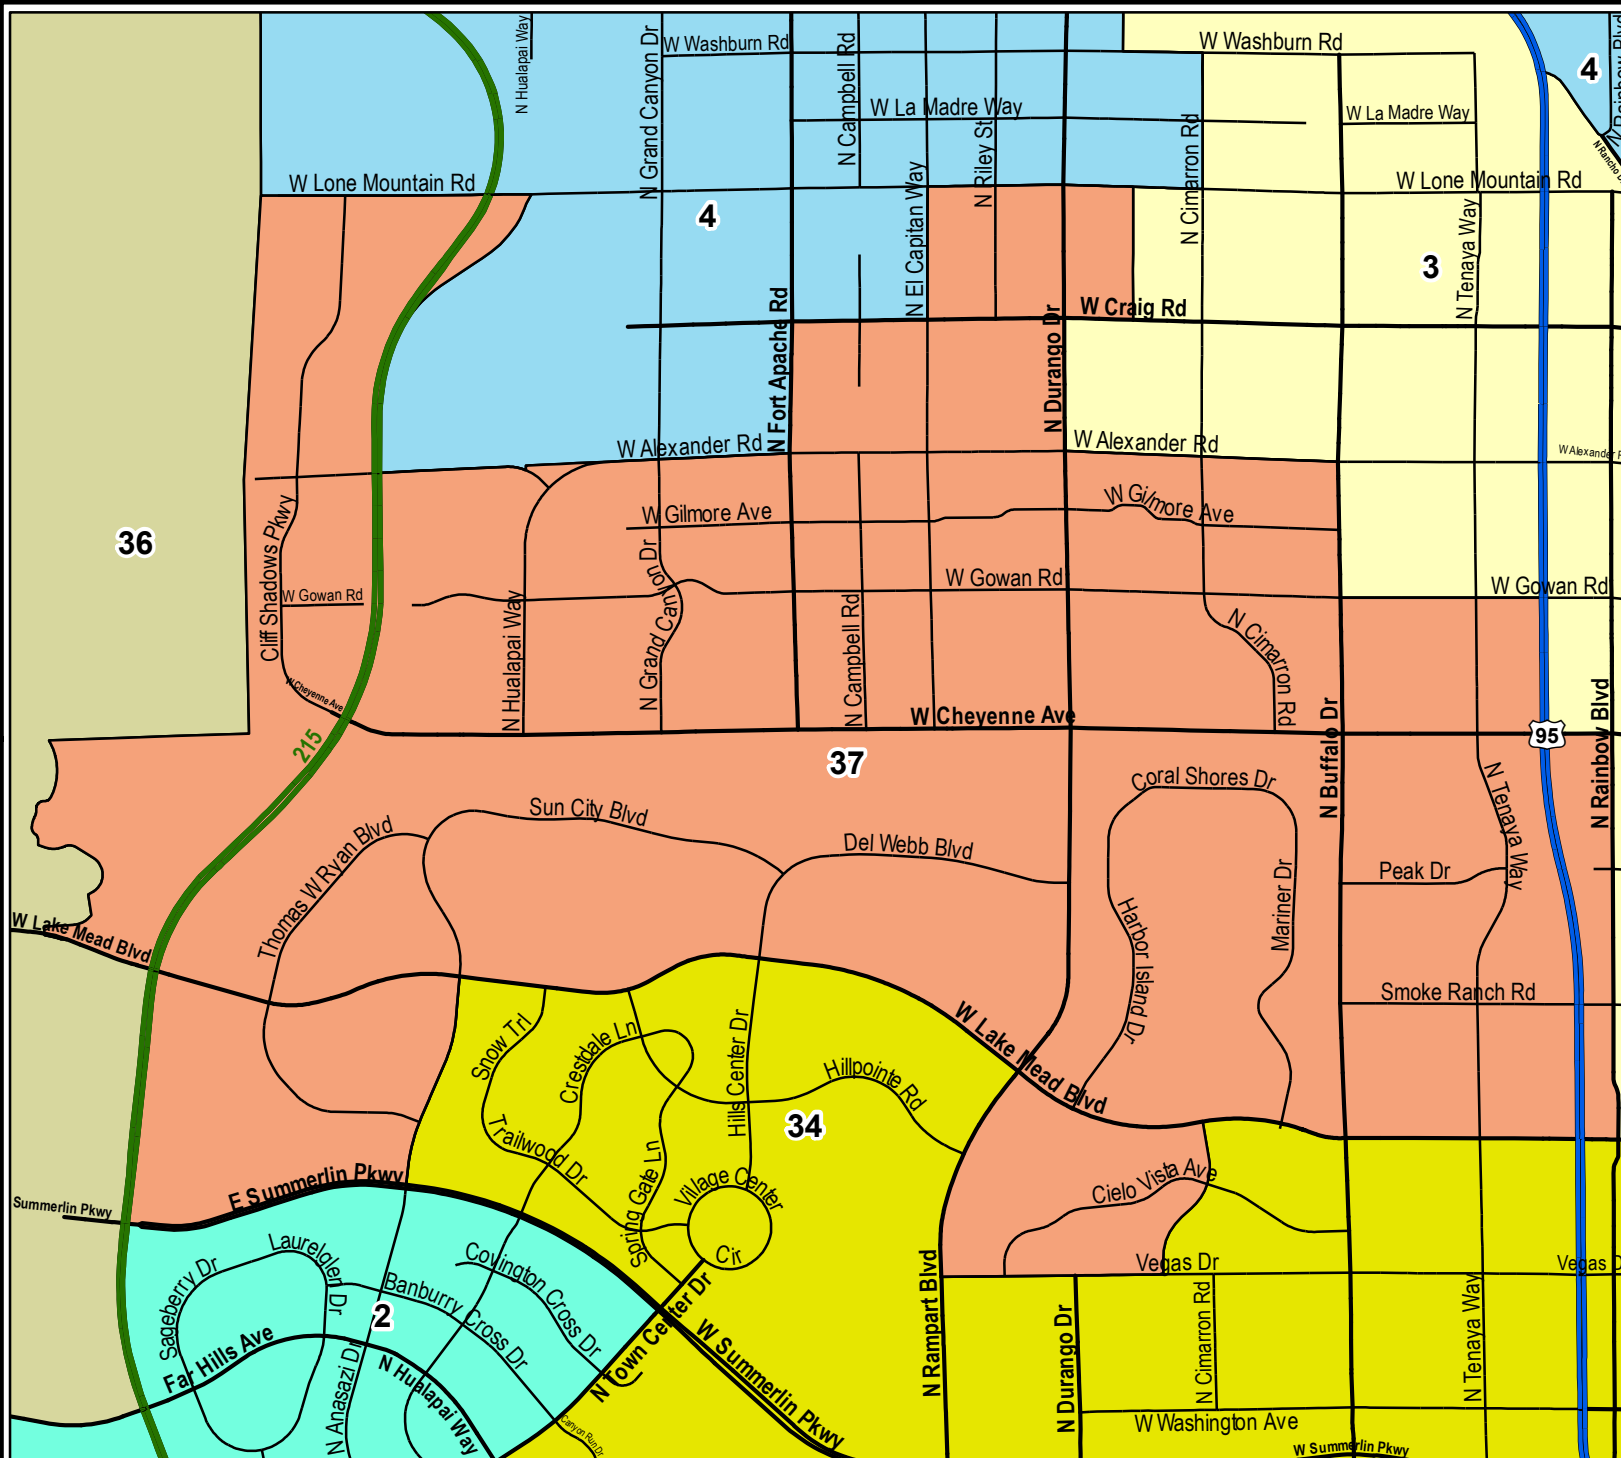 N Hualapai Way
N Grand Canyon Dr
W Washburn Rd
N Campbell Rd
W Washburn Rd
4
N Rainbow Blvd
W La Madre Way
W La Madre Way
N Riley St
N Cimarron Rd
N Rancho Dr
W Lone Mountain Rd
W Lone Mountain Rd
4
N El Capitan Way
N Tenaya Way
3
N Fort Apache Rd
N Durango Dr
W Craig Rd
W Alexander Rd
W Alexander Rd
W Alexander R
Cliff Shadows Pkwy
W Gilmore Ave
W Gilmore Ave
36
N Grand Canyon Dr
W Gowan Rd
W Gowan Rd
W Gowan Rd
N Hualapai Way
N Campbell Rd
N Cimarron Rd
W Cheyenne Ave
W Cheyenne Ave
N Buffalo Dr
N Rainbow Blvd
95
215
37
Coral Shores Dr
N Tenaya Way
Sun City Blvd
Thomas W Ryan Blvd
Del Webb Blvd
Peak Dr
Mariner Dr
Harbor Island Dr
W Lake Mead Blvd
Smoke Ranch Rd
W Lake Mead Blvd
Snow Trl
Crestdale Ln
Hills Center Dr
Hillpointe Rd
34
Trailwood Dr
Spring Gate Ln
Village Center
Cir
Cielo Vista Ave
E Summerlin Pkwy
Summerlin Pkwy
Vegas Dr
Vegas D
Laurelglen Dr
Sageberry Dr
Covington Cross Dr
Banburry Cross Dr
2
N Town Center Dr
N Rampart Blvd
N Durango Dr
N Cimarron Rd
N Tenaya Way
Far Hills Ave
N Anasazi Dr
N Hualapai Way
W Summerlin Pkwy
Canyon Run Dr
W Washington Ave
W Summerlin Pkwy